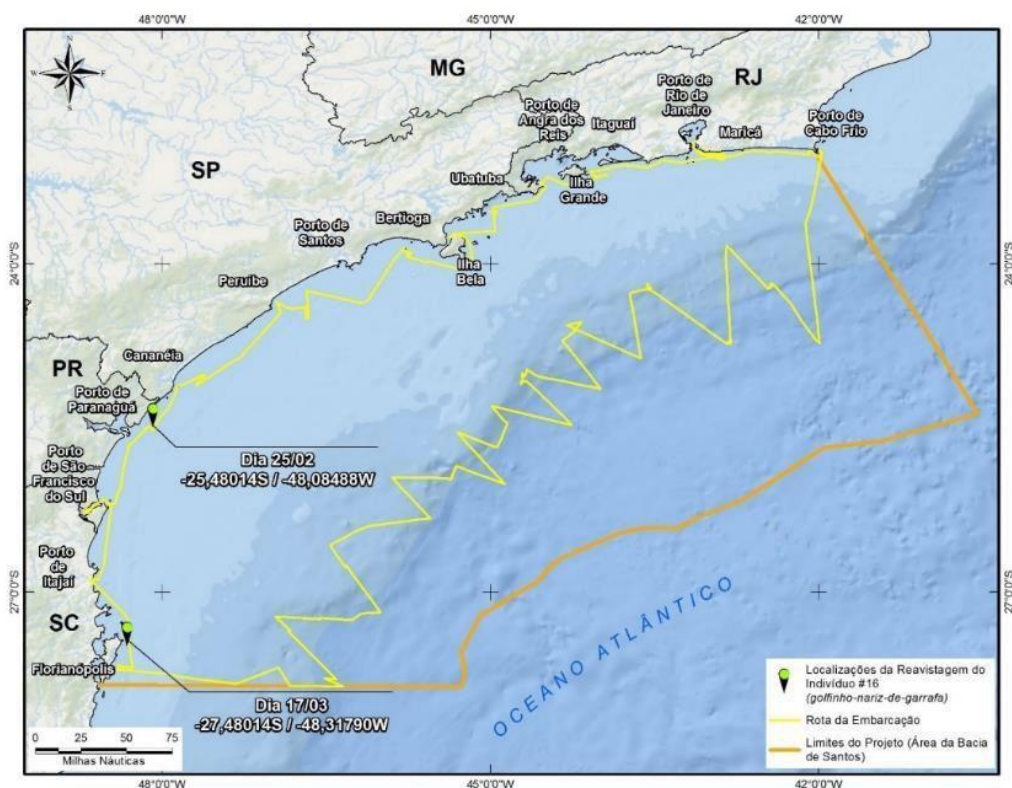 48°0'0"W
45°0'0"W
42°0'0"W
N
W
E
S
MG
RJ
SP
PR
SC
Porto de
Rio de
Janeiro
Porto de
Angra dos
Reis
Itaguaí
Maricá
Porto de
Cabo Frio
Ubatuba
Ilha
Grande
Bertioga
Porto de
Santos
Ilha
Bela
Peruíbe
24°0'0"S
24°0'0"S
Cananéia
Porto de
Paranaguá
Dia 25/02
-25,48014S / -48,08488W
Porto
de São
Francisco
do Sul
Porto
de
Itajaí
27°0'0"S
27°0'0"S
OCEANO ATLÂNTICO
Florianópolis
Dia 17/03
-27,48014S / -48,31790W
Localizações da Reavistagem do
Indivíduo #16
(golfinho-nariz-de-garrafa)
Rota da Embarcação
Limites do Projeto (Área da Bacia
de Santos)
0 25 50 75
Milhas Náuticas
48°0'0"W
45°0'0"W
42°0'0"W